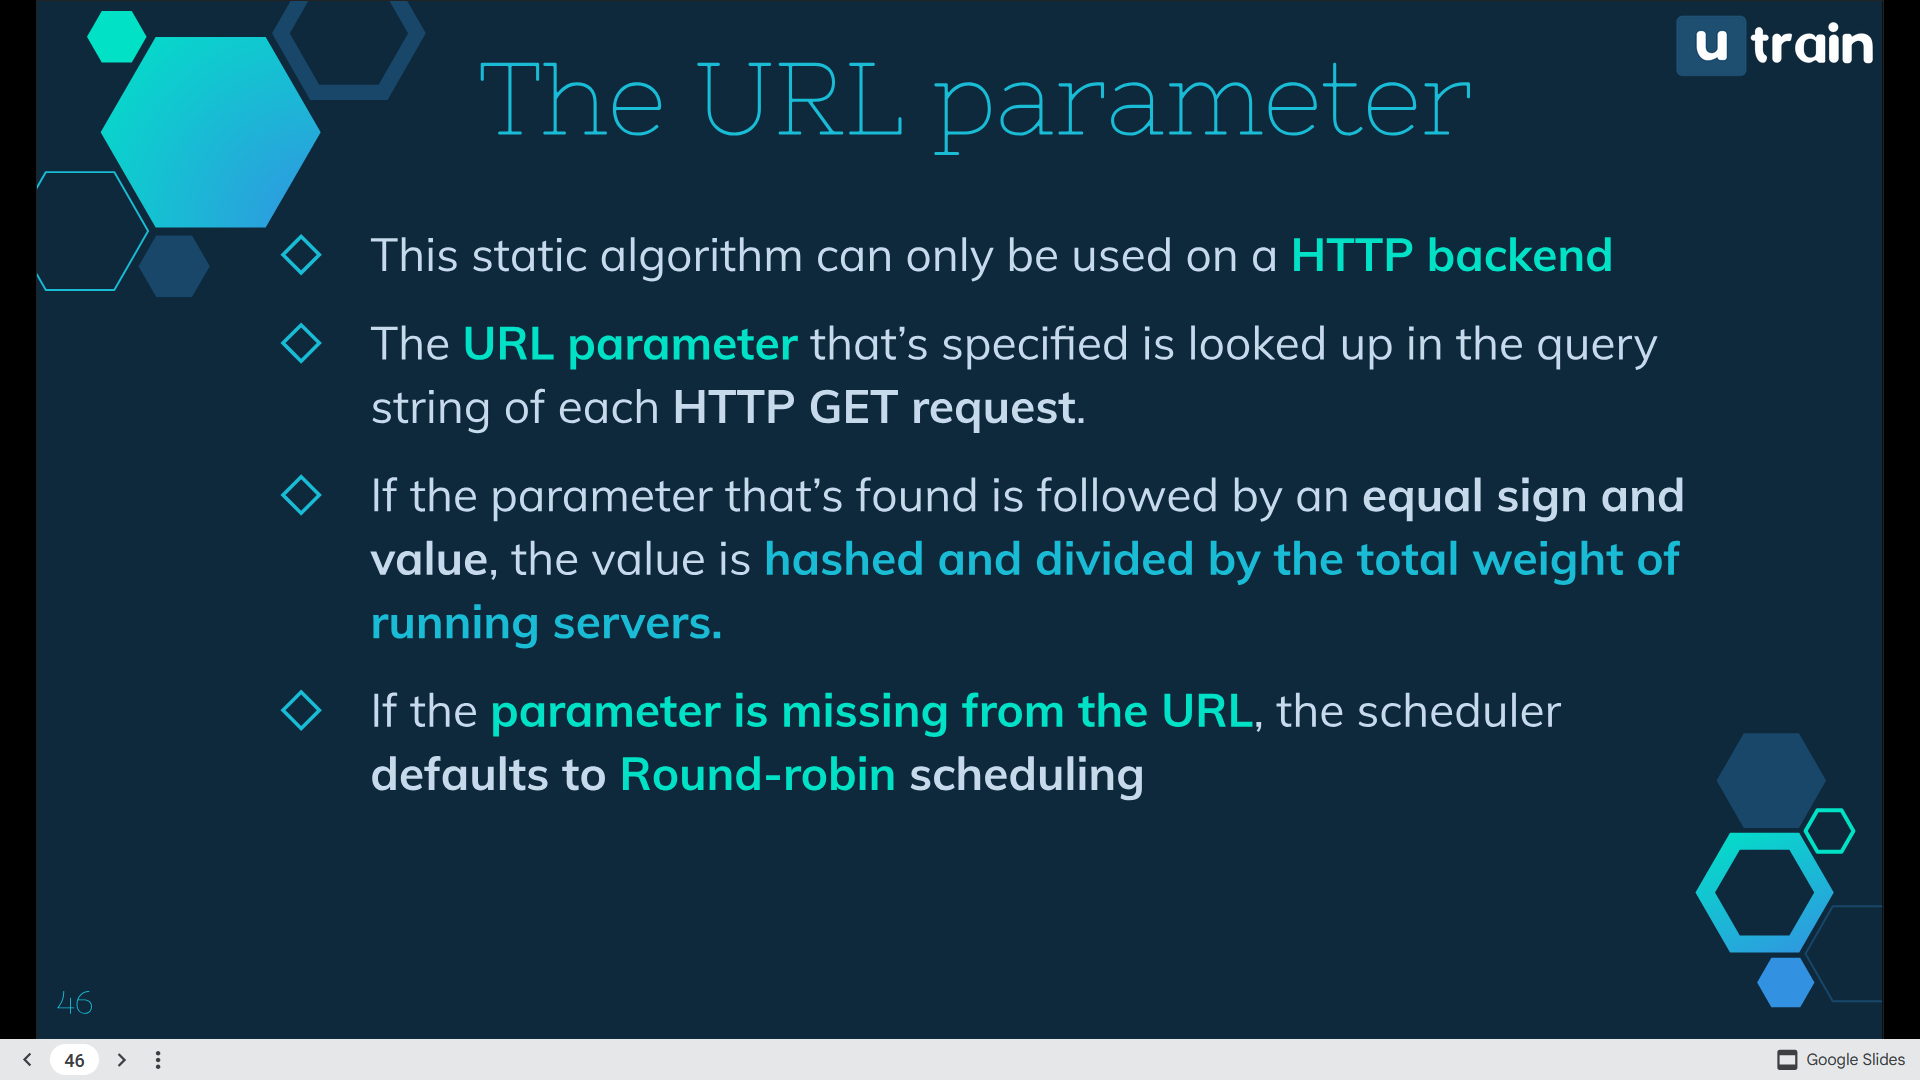 u train
The URL parameter
This static algorithm can only be used on a HTTP backend
The URL parameter that’s specified is looked up in the query
string of each HTTP GET request.
If the parameter that’s found is followed by an equal sign and
value, the value is hashed and divided by the total weight of
running servers.
If the parameter is missing from the URL, the scheduler
defaults to Round-robin scheduling
46
46
Google Slides